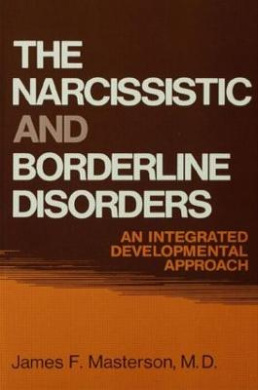 THE
NARCISSISTIC
AND
BORDERLINE
DISORDERS
AN INTEGRATED
DEVELOPMENTAL
APPROACH
James F. Masterson, M.D.